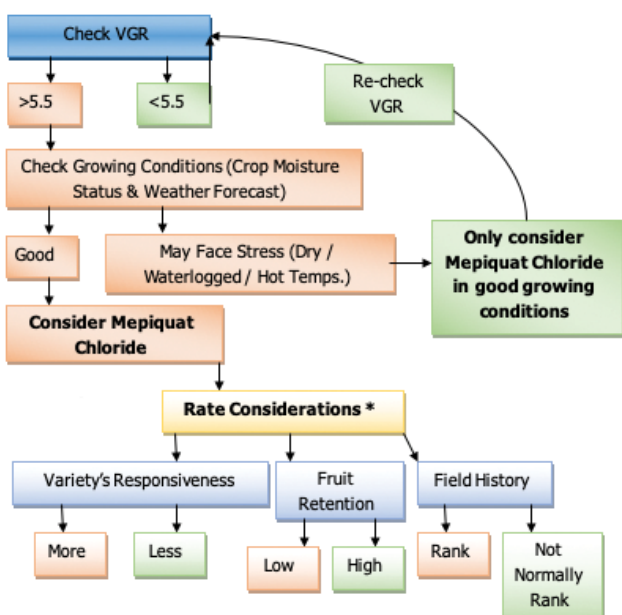 Check VGR
>5.5
<5.5
Re-check
VGR
Check Growing Conditions (Crop Moisture
Status & Weather Forecast)
Good
May Face Stress (Dry /
Waterlogged / Hot Temps.)
Only consider
Mepiquat Chloride
in good growing
conditions
Consider Mepiquat
Chloride
Rate Considerations *
Variety's Responsiveness
Fruit
Retention
Field History
More
Less
Low
High
Rank
Not
Normally
Rank